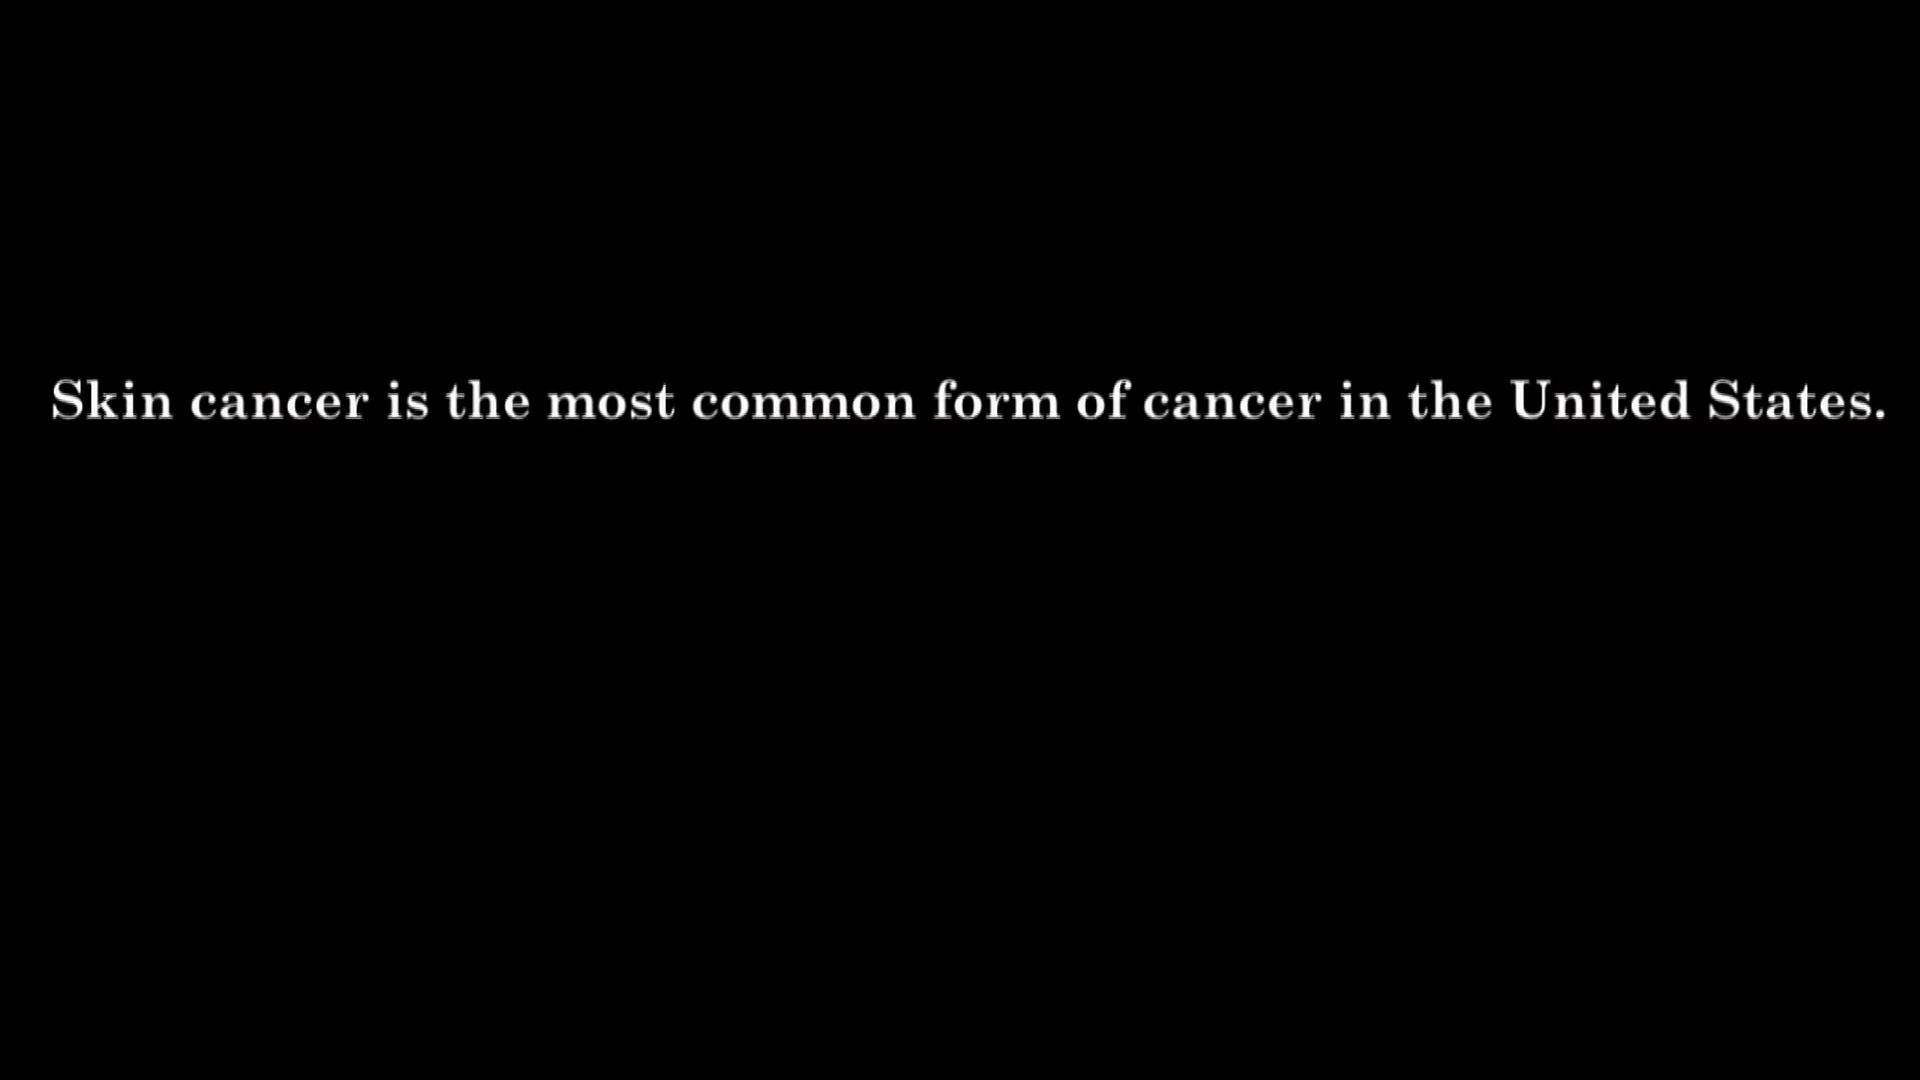 Skin cancer is the most common form of cancer in the United States.